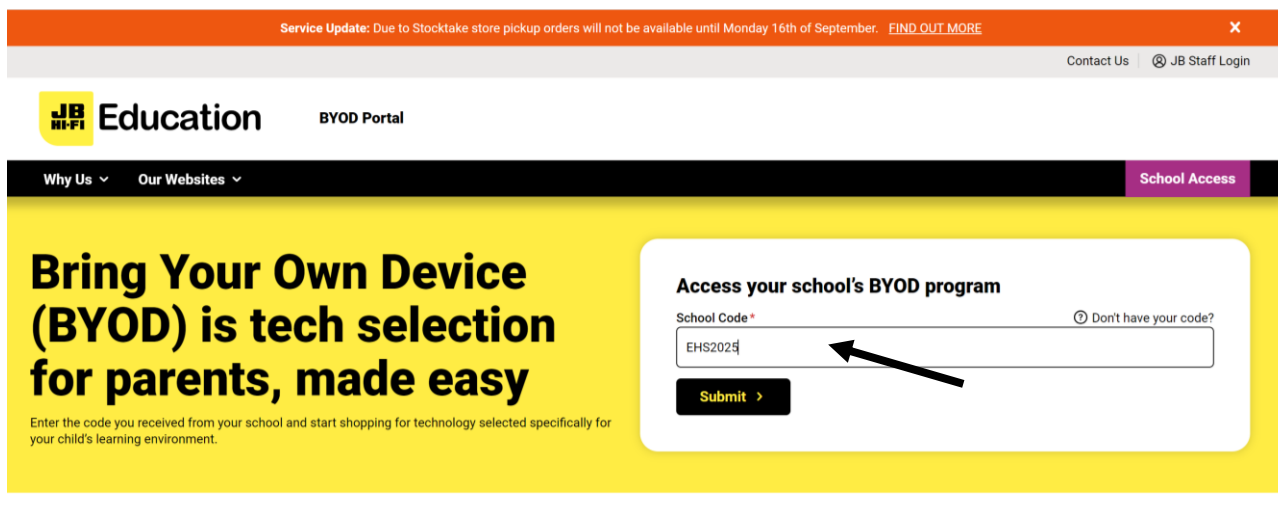 Service Update: Due to Stocktake store pickup orders will not be available until Monday 16th of September. FIND OUT MORE
Contact Us
JB Staff Login
JB HI-FI Education
BYOD Portal
Why Us
Our Websites
School Access
Bring Your Own Device
(BYOD) is tech selection
for parents, made easy
Enter the code you received from your school and start shopping for technology selected specifically for
your child's learning environment.
Access your school's BYOD program
School Code*
Don't have your code?
EHS2025
Submit